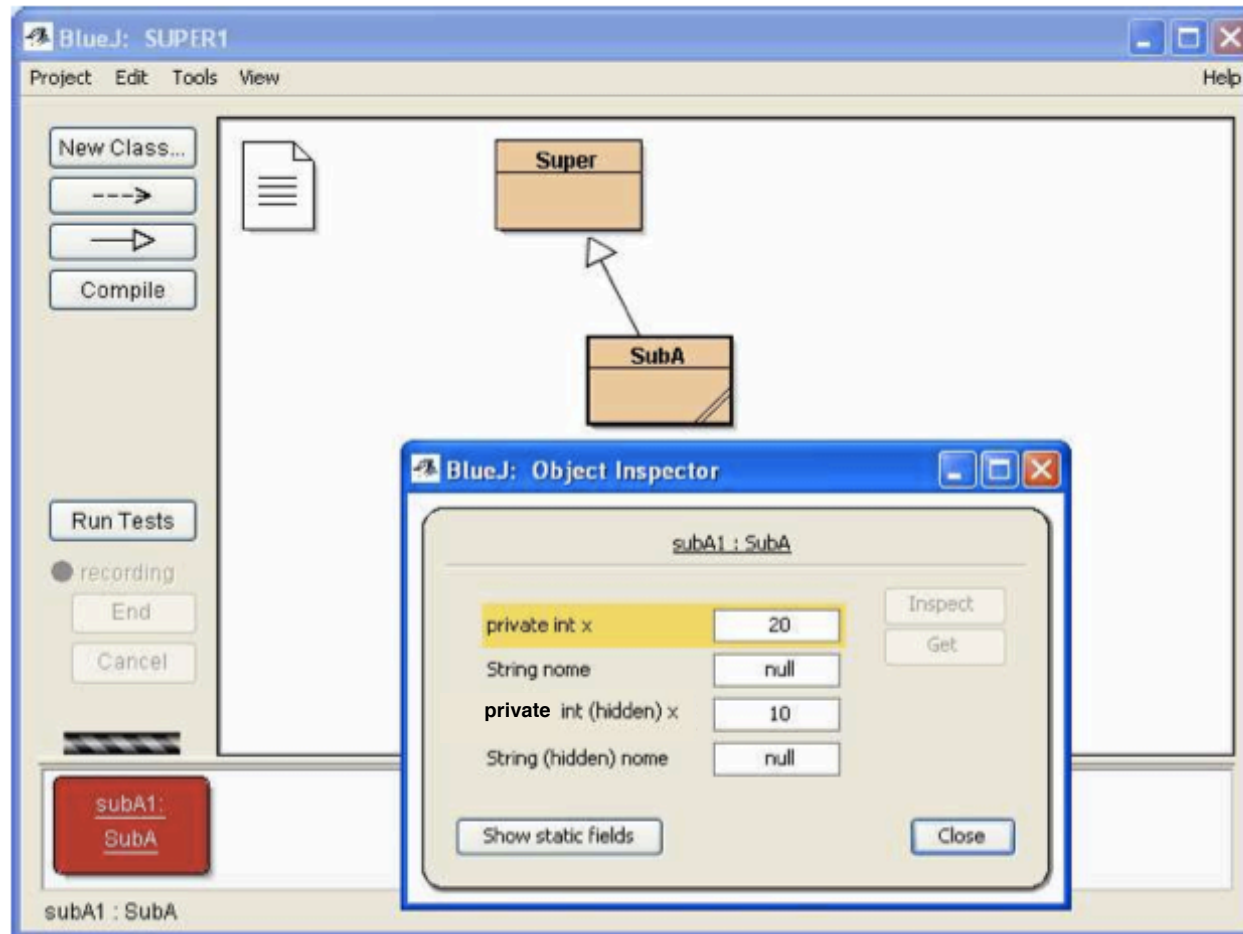 BlueJ: SUPER1
Project Edit Tools View Help
New Class...
Compile
Super
SubA
Run Tests
recording
End
Cancel
BlueJ: Object Inspector
subA1 : SubA
private int x 20
String nome null
private int (hidden) x 10
String (hidden) nome null
Inspect
Get
Show static fields
Close
subA1:
SubA
subA1 : SubA